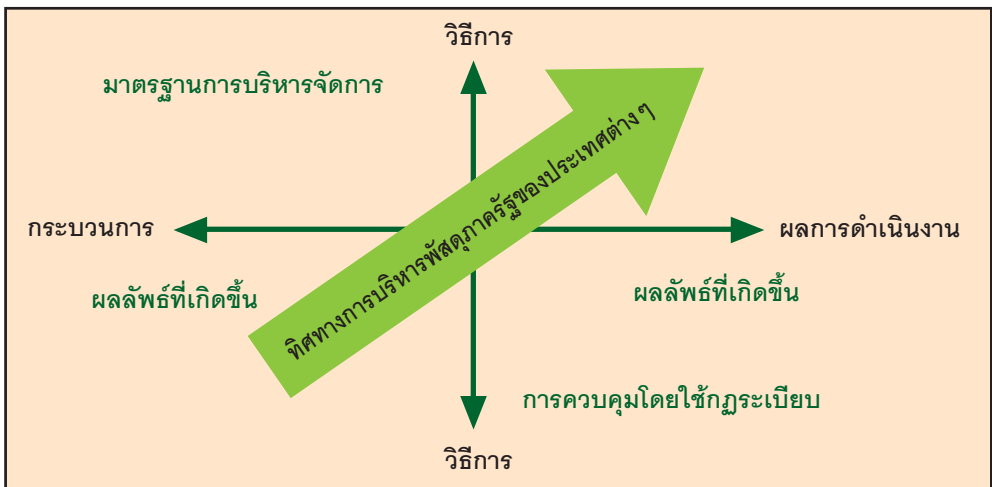 วิธีการ
มาตรฐานการบริหารจัดการ
ทิศทางการบริหารพัสดุภาครัฐของประเทศต่างๆ
กระบวนการ
ผลการดำเนินงาน
ผลลัพธ์ที่เกิดขึ้น
ผลลัพธ์ที่เกิดขึ้น
การควบคุมโดยใช้กฏระเบียบ
วิธีการ